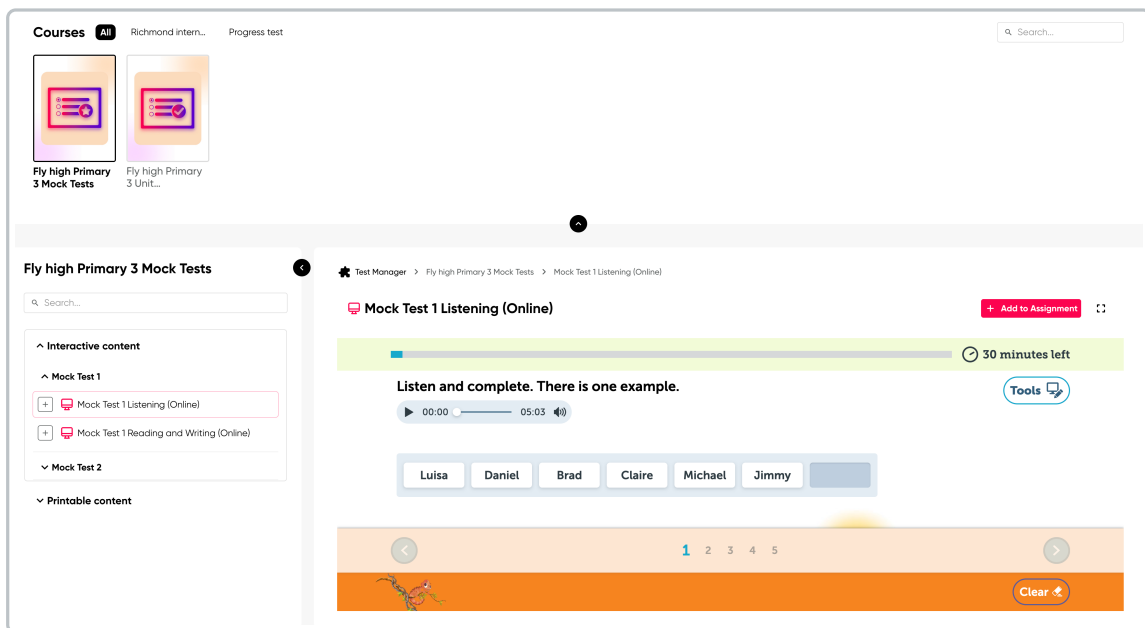 Courses All Richmond intern... Progress test
Search...
Fly high Primary
3 Mock Tests
Fly high Primary
3 Unit...
Fly high Primary 3 Mock Tests
Search...
Interactive content
Mock Test 1
Mock Test 1 Listening (Online)
Mock Test 1 Reading and Writing (Online)
Mock Test 2
Printable content
Test Manager > Fly high Primary 3 Mock Tests > Mock Test 1 Listening (Online)
Mock Test 1 Listening (Online)
+ Add to Assignment
30 minutes left
Listen and complete. There is one example.
Tools
00:00 05:03
Luisa Daniel Brad Claire Michael Jimmy
1 2 3 4 5
Clear